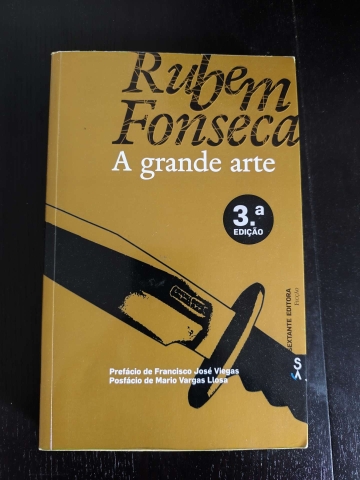 Rubem
Fonseca
A grande arte
3.ª
EDIÇÃO
SEXTANTE EDITORA
Ficção
Prefácio de Francisco José Viegas
Posfácio de Mario Vargas Llosa